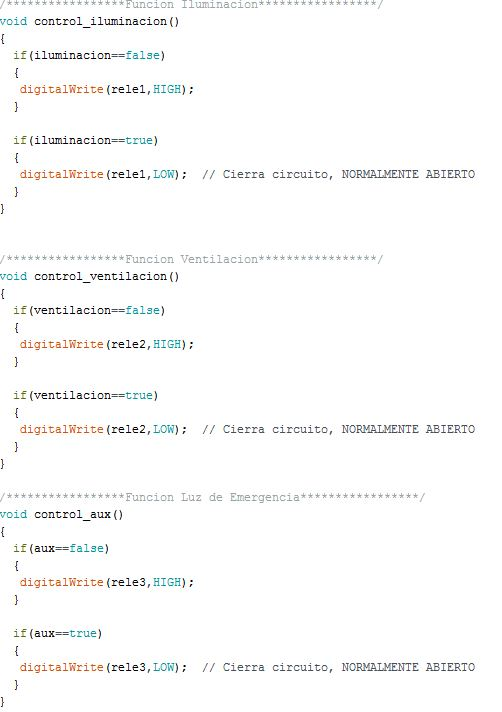 /*****************Funcion Iluminacion*****************/
void control_iluminacion()
{
  if(iluminacion==false)
  {
   digitalWrite(rele1,HIGH);
  }

  if(iluminacion==true)
  {
   digitalWrite(rele1,LOW);  // Cierra circuito, NORMALMENTE ABIERTO
  }
}

/*****************Funcion Ventilacion*****************/
void control_ventilacion()
{
  if(ventilacion==false)
  {
   digitalWrite(rele2,HIGH);
  }

  if(ventilacion==true)
  {
   digitalWrite(rele2,LOW);  // Cierra circuito, NORMALMENTE ABIERTO
  }
}

/*****************Funcion Luz de Emergencia*****************/
void control_aux()
{
  if(aux==false)
  {
   digitalWrite(rele3,HIGH);
  }

  if(aux==true)
  {
   digitalWrite(rele3,LOW);  // Cierra circuito, NORMALMENTE ABIERTO
  }
}